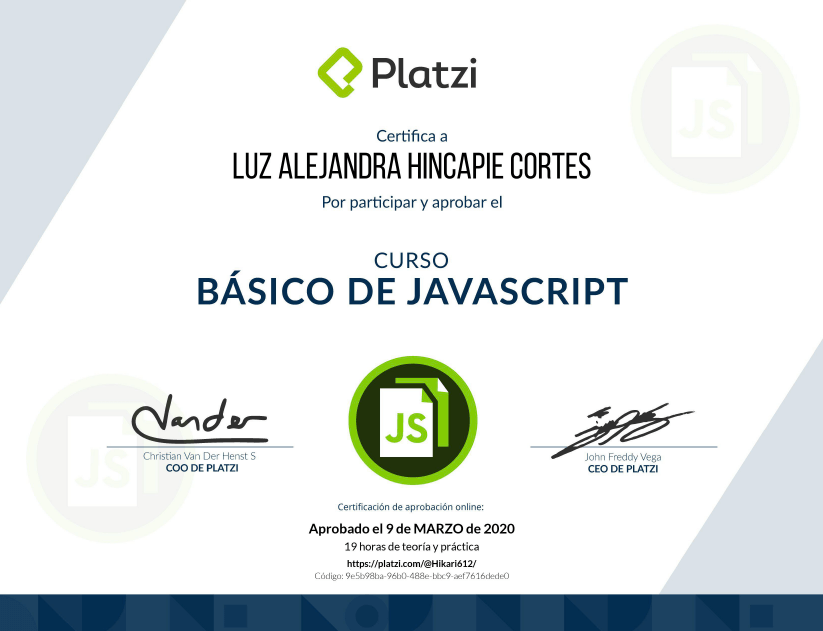 Platzi
Certifica a
LUZ ALEJANDRA HINCAPIE CORTES
Por participar y aprobar el
CURSO
BÁSICO DE JAVASCRIPT
JS
JS
JS
Christian Van Der Henst S
COO DE PLATZI
John Freddy Vega
CEO DE PLATZI
Certificación de aprobación online:
Aprobado el 9 de MARZO de 2020
19 horas de teoría y práctica
https://platzi.com/@Hikari612/
Código: 9e5b98ba-96b0-488e-bbc9-aef7616dede0